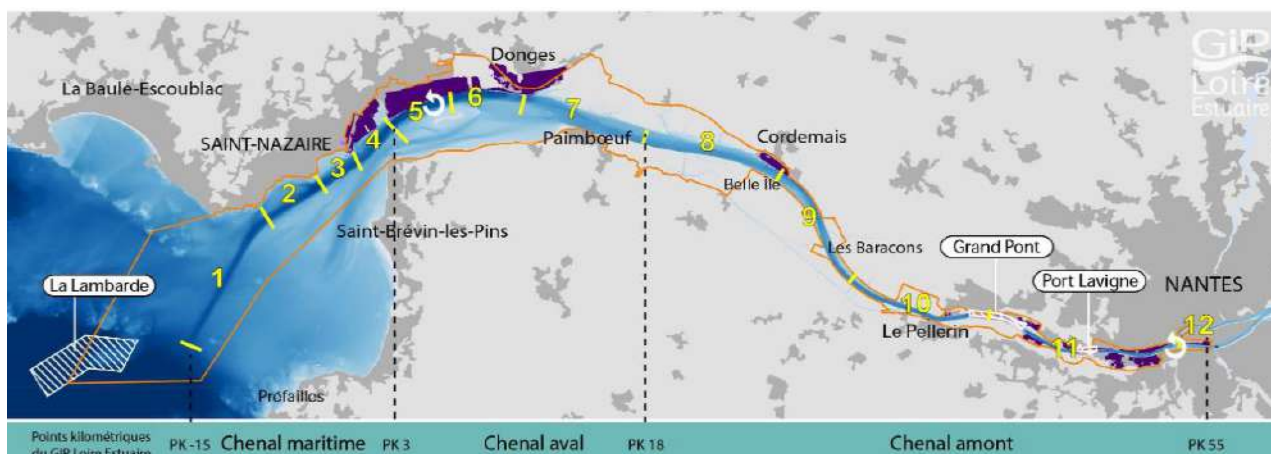 Donges
GIP
Loire
Estuaire
La Baule-Escoublac
5
6
7
SAINT-NAZAIRE
4
Paimbœuf
8
Cordemais
3
2
Belle Île
9
Saint-Brévin-les-Pins
Les Baracons
Grand Pont
1
La Lambarde
Port Lavigne
NANTES
10
12
Le Pellerin
11
Préfailles
Points kilométriques
du GIP Loire Estuaire
PK -15 Chenal maritime PK 3 Chenal aval PK 18 Chenal amont PK 55